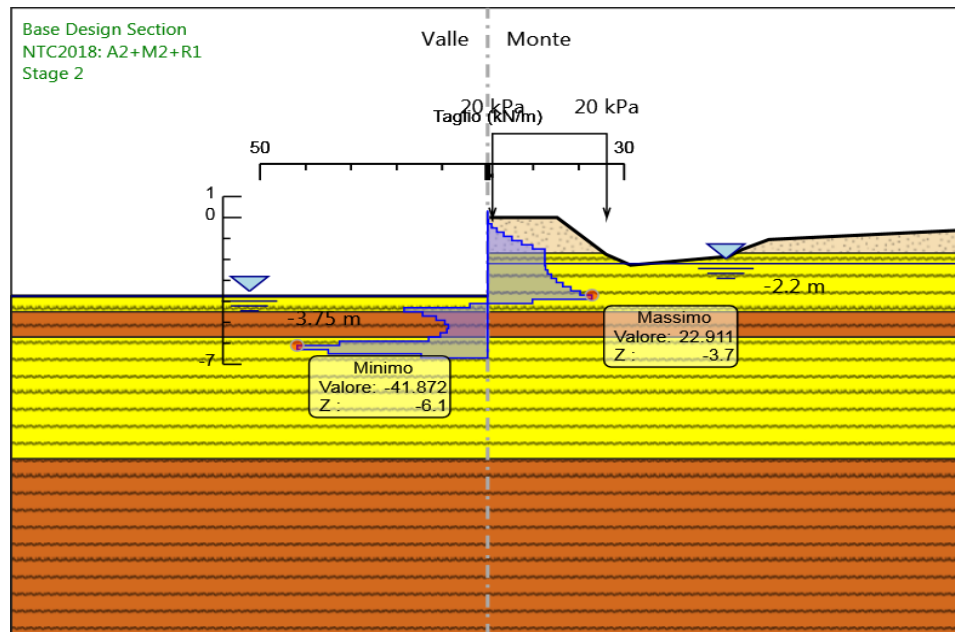 Base Design Section
NTC2018: A2+M2+R1
Stage 2
Valle Monte
20 kPa 20 kPa
Taglio (kN/m)
50 30
1
0
-2.2 m
-3.75 m
Massimo
Valore: 22.911
Z : -3.7
-7
Minimo
Valore: -41.872
Z : -6.1